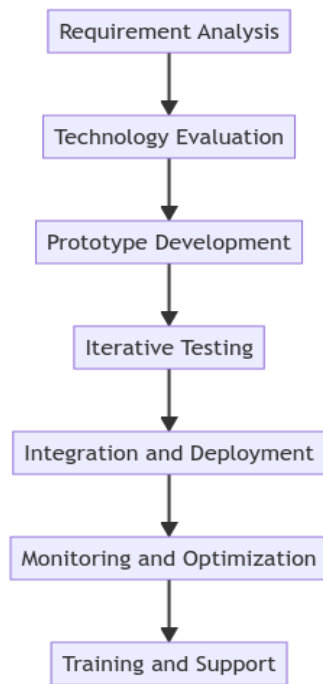 Requirement Analysis
Technology Evaluation
Prototype Development
Iterative Testing
Integration and Deployment
Monitoring and Optimization
Training and Support